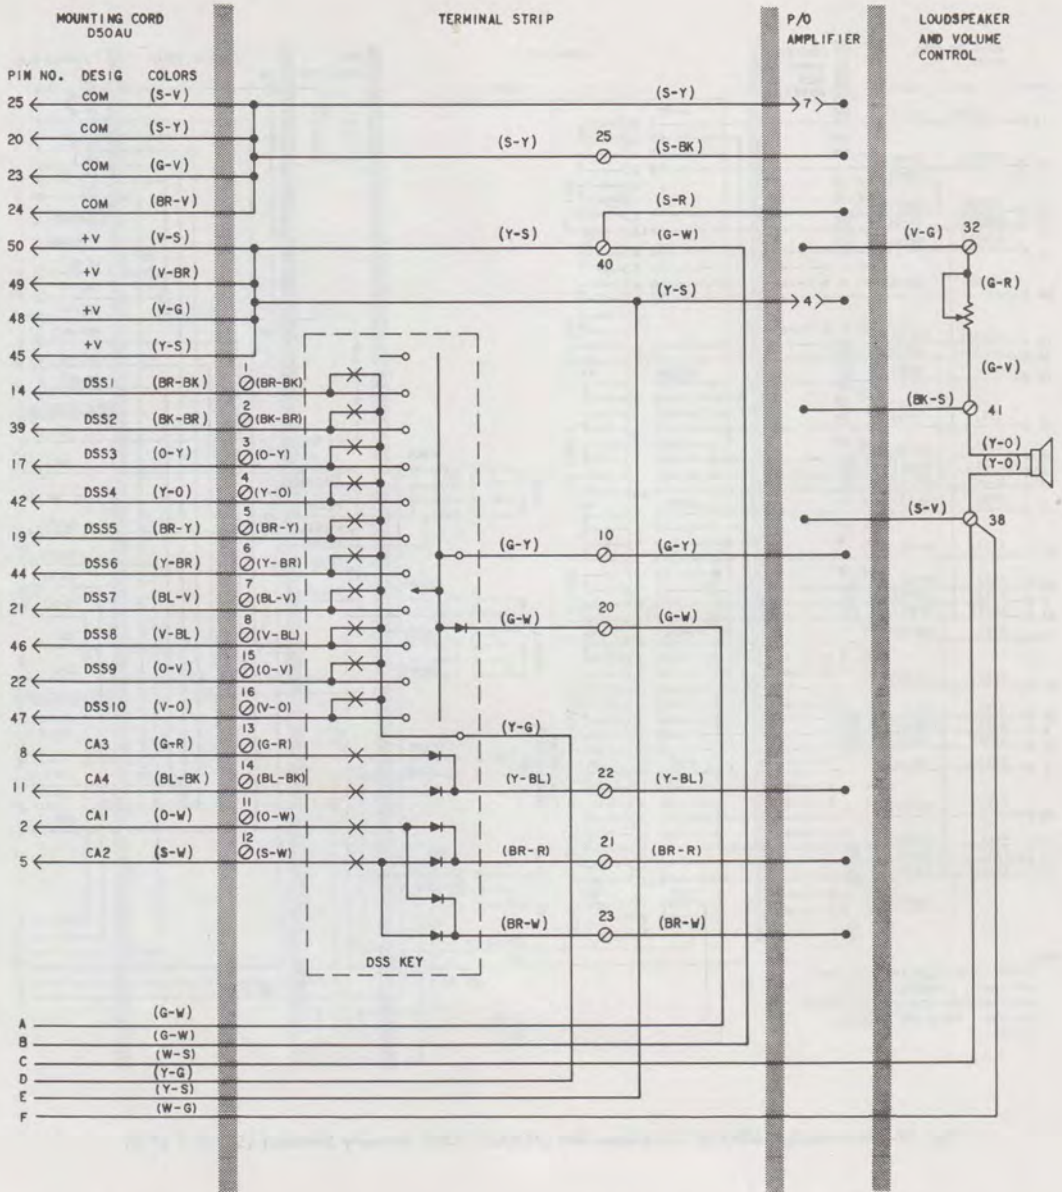 MOUNTING CORD
D50AU
TERMINAL STRIP
P/O
AMPLIFIER
LOUDSPEAKER
AND VOLUME
CONTROL
PIN NO. DESIG COLORS
25 COM (S-V) (S-Y) 7
20 COM (S-Y)
(S-Y) 25 (S-BK)
23 COM (G-V)
24 COM (BR-V)
(S-R)
50 +V (V-S) (Y-S) 40 (G-W) (V-G) 32
49 +V (V-BR)
(G-R)
48 +V (V-G) (Y-S) 4
45 +V (Y-S)
(G-V)
14 DSS1 (BR-BK) 1 (BR-BK)
(BK-S) 41
39 DSS2 (BK-BR) 2 (BK-BR)
(Y-O)
17 DSS3 (O-Y) 3 (O-Y)
(Y-O)
42 DSS4 (Y-O) 4 (Y-O)
(S-V) 38
19 DSS5 (BR-Y) 5 (BR-Y)
(G-Y) 10 (G-Y)
44 DSS6 (Y-BR) 6 (Y-BR)
21 DSS7 (BL-V) 7 (BL-V)
(G-W) 20 (G-W)
46 DSS8 (V-BL) 8 (V-BL)
22 DSS9 (O-V) 15 (O-V)
47 DSS10 (V-O) 16 (V-O)
(Y-G)
8 CA3 (G-R) 13 (G-R)
11 CA4 (BL-BK) 14 (BL-BK) (Y-BL) 22 (Y-BL)
2 CA1 (O-W) 11 (O-W)
5 CA2 (S-W) 12 (S-W) (BR-R) 21 (BR-R)
(BR-W) 23 (BR-W)
DSS KEY
A (G-W)
B (G-W)
C (W-S)
D (Y-G)
E (Y-S)
F (W-G)